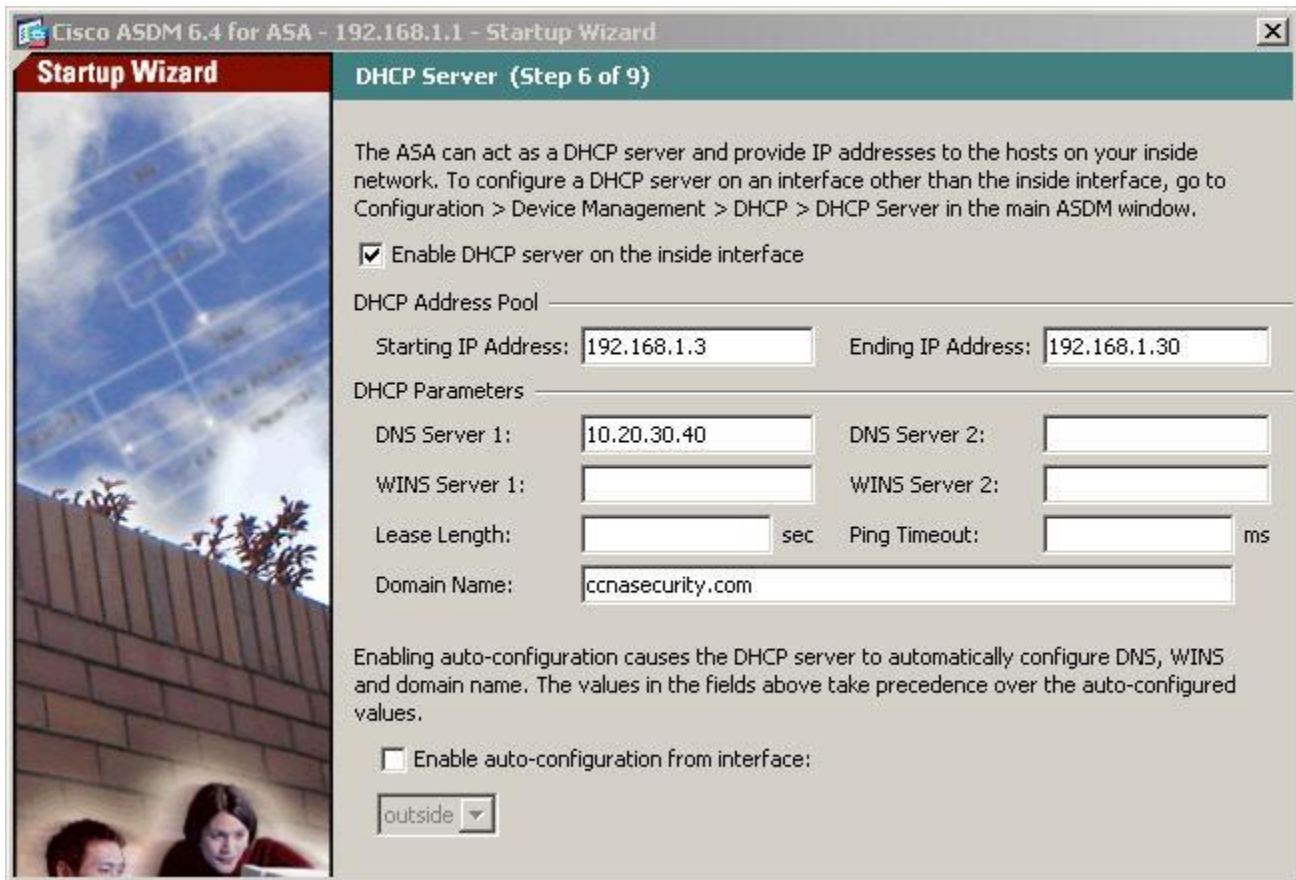 Cisco ASDM 6.4 for ASA - 192.168.1.1 - Startup Wizard
Startup Wizard
DHCP Server (Step 6 of 9)
The ASA can act as a DHCP server and provide IP addresses to the hosts on your inside
network. To configure a DHCP server on an interface other than the inside interface, go to
Configuration > Device Management > DHCP > DHCP Server in the main ASDM window.
Enable DHCP server on the inside interface
DHCP Address Pool
Starting IP Address: 192.168.1.3 Ending IP Address: 192.168.1.30
DHCP Parameters
DNS Server 1: 10.20.30.40 DNS Server 2:
WINS Server 1: WINS Server 2:
Lease Length: sec Ping Timeout: ms
Domain Name: ccnasecurity.com
Enabling auto-configuration causes the DHCP server to automatically configure DNS, WINS
and domain name. The values in the fields above take precedence over the auto-configured
values.
Enable auto-configuration from interface:
outside